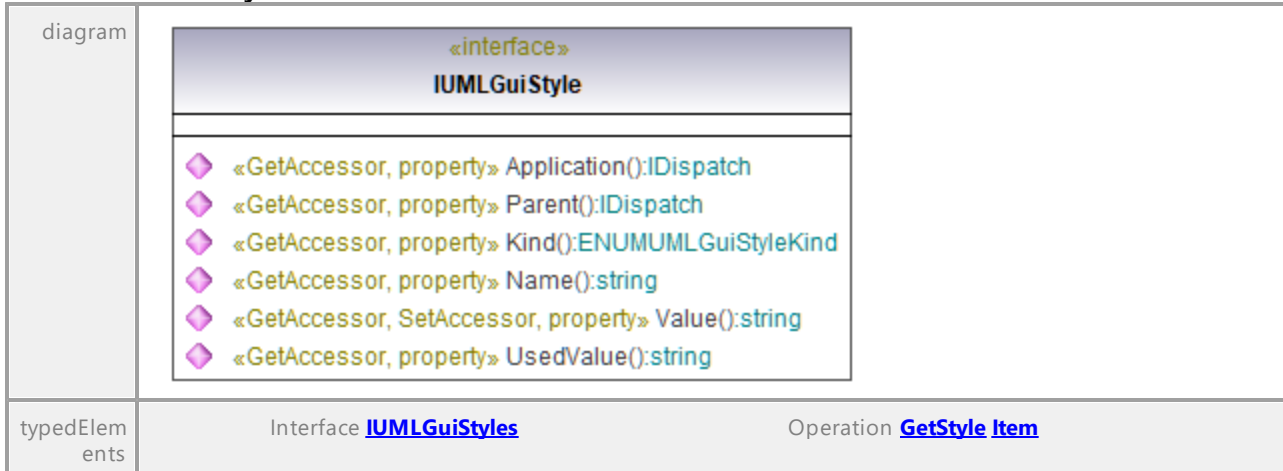 diagram
«interface»
IUMLGuiStyle
«GetAccessor, property» Application():IDispatch
«GetAccessor, property» Parent():IDispatch
«GetAccessor, property» Kind():ENUMUMLGuiStyleKind
«GetAccessor, property» Name():string
«GetAccessor, SetAccessor, property» Value():string
«GetAccessor, property» UsedValue():string
typedElem
ents
Interface IUMLGuiStyles Operation GetStyle Item